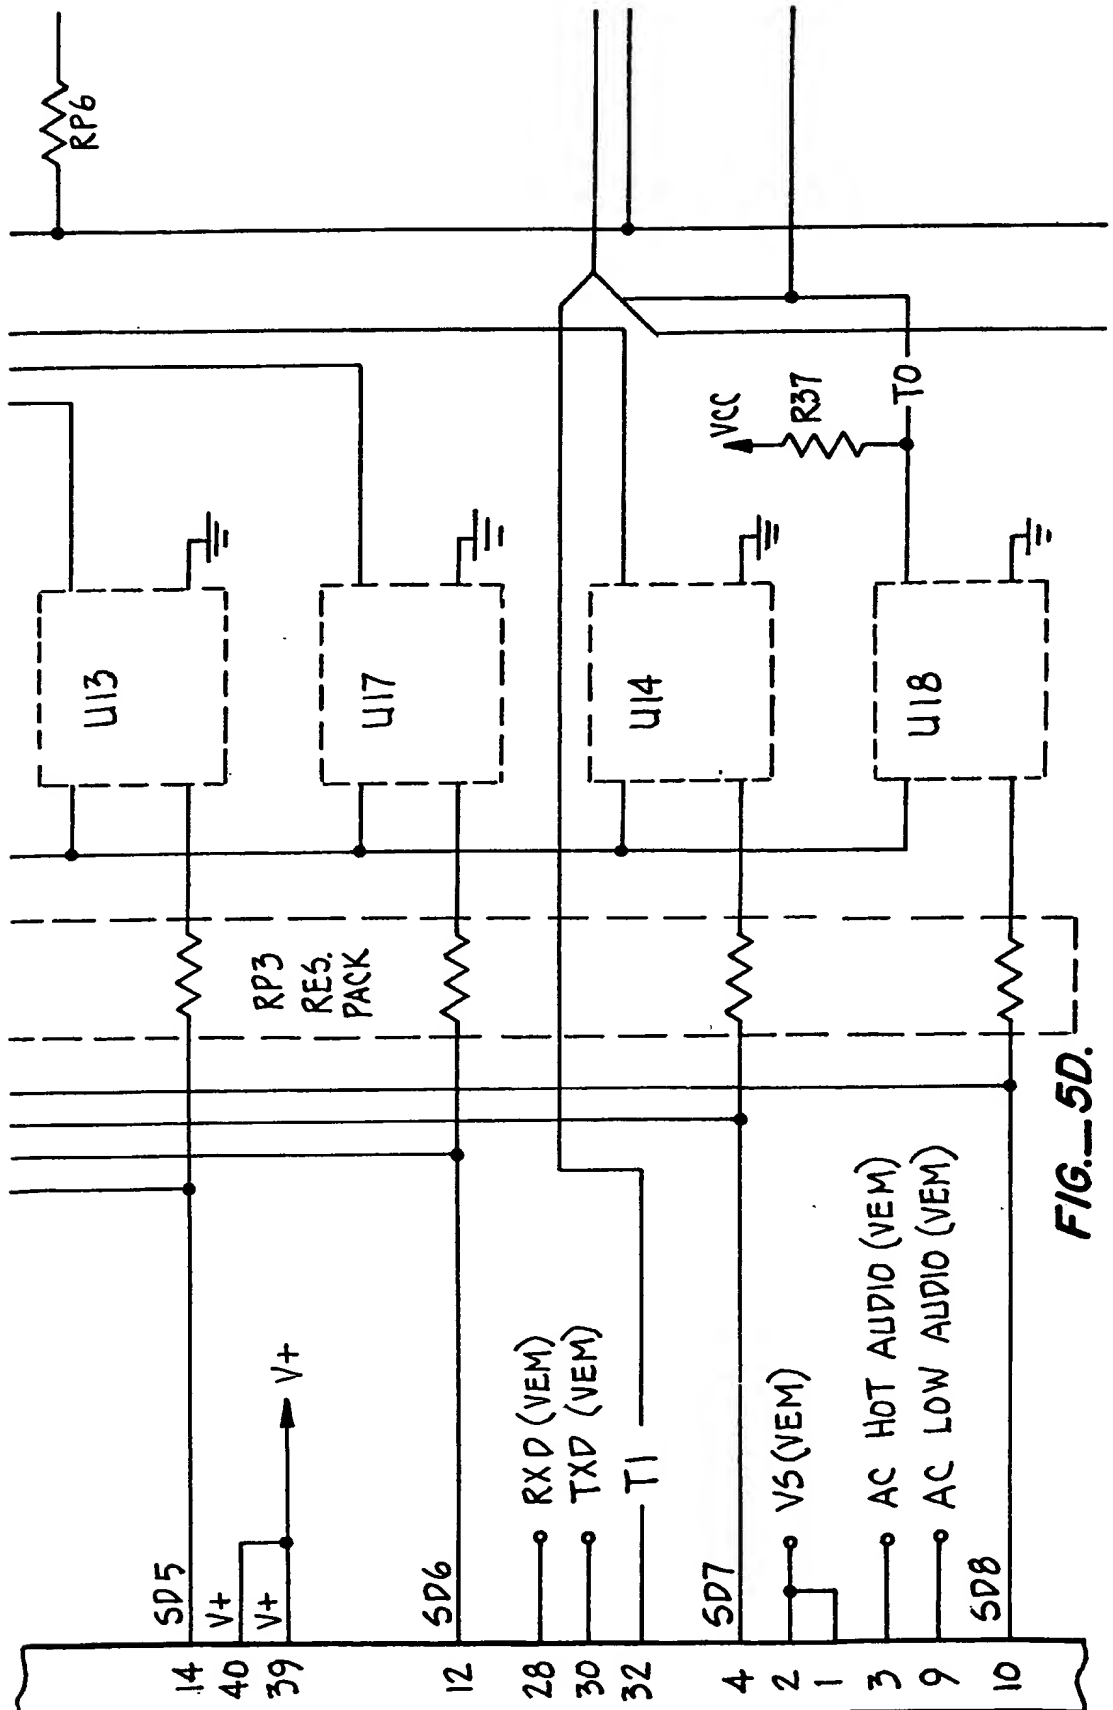 RP6
VCC
R37
T0
U13
U17
U14
U18
RP3
RES.
PACK
SD5
V+
V+
V+
SD6
RXD (VEM)
TXD (VEM)
T1
SD7
VS (VEM)
AC HOT AUDIO (VEM)
AC LOW AUDIO (VEM)
SD8
14
40
39
12
28
30
32
4
2
1
3
9
10
FIG._5D.